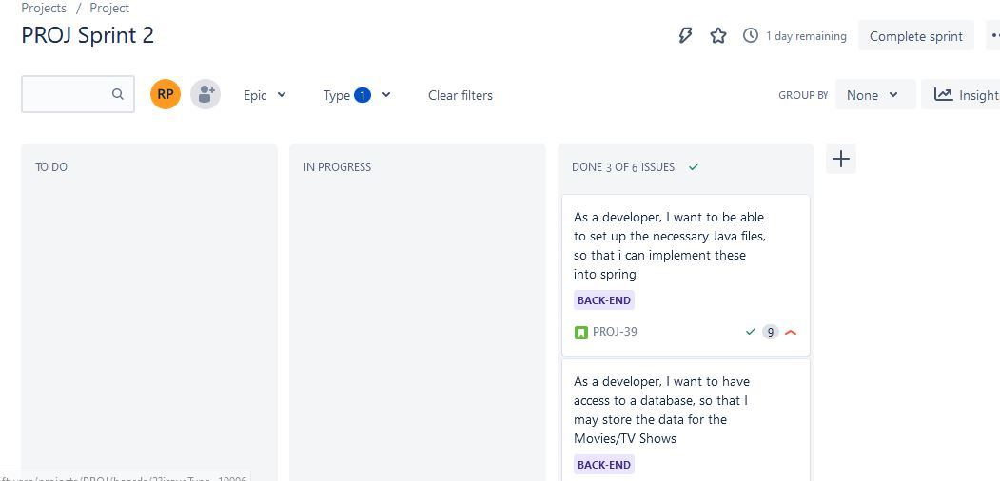 Projects / Project
PROJ Sprint 2
1 day remaining
Complete sprint
RP
Epic
Type 1
Clear filters
GROUP BY
None
Insight
TO DO
IN PROGRESS
DONE 3 OF 6 ISSUES
As a developer, I want to be able
to set up the necessary Java files,
so that i can implement these
into spring
BACK-END
PROJ-39
9
As a developer, I want to have
access to a database, so that I
may store the data for the
Movies/TV Shows
BACK-END